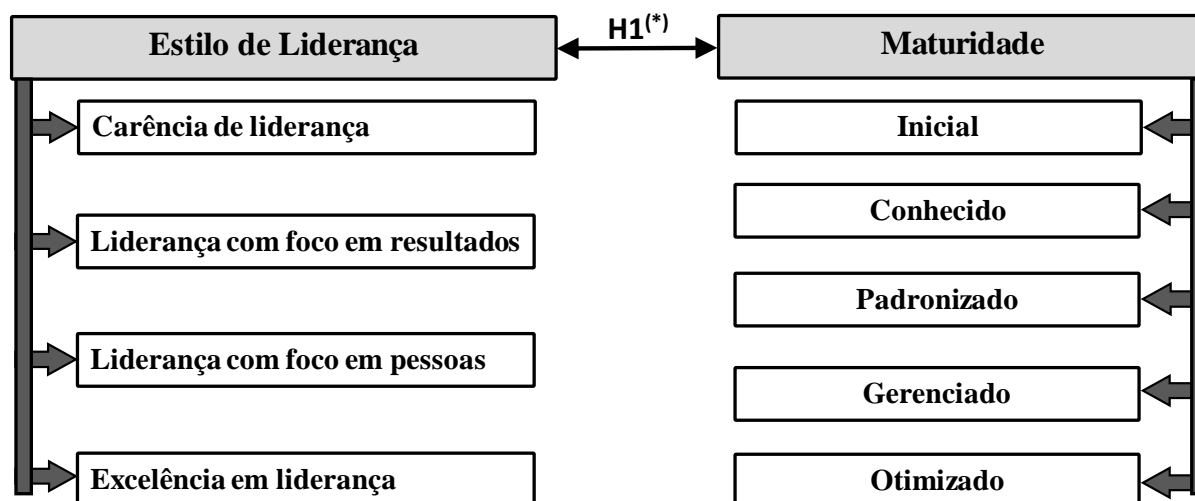 Estilo de Liderança
H1(*)
Maturidade
Carência de liderança
Inicial
Liderança com foco em resultados
Conhecido
Padronizado
Liderança com foco em pessoas
Gerenciado
Excelência em liderança
Otimizado